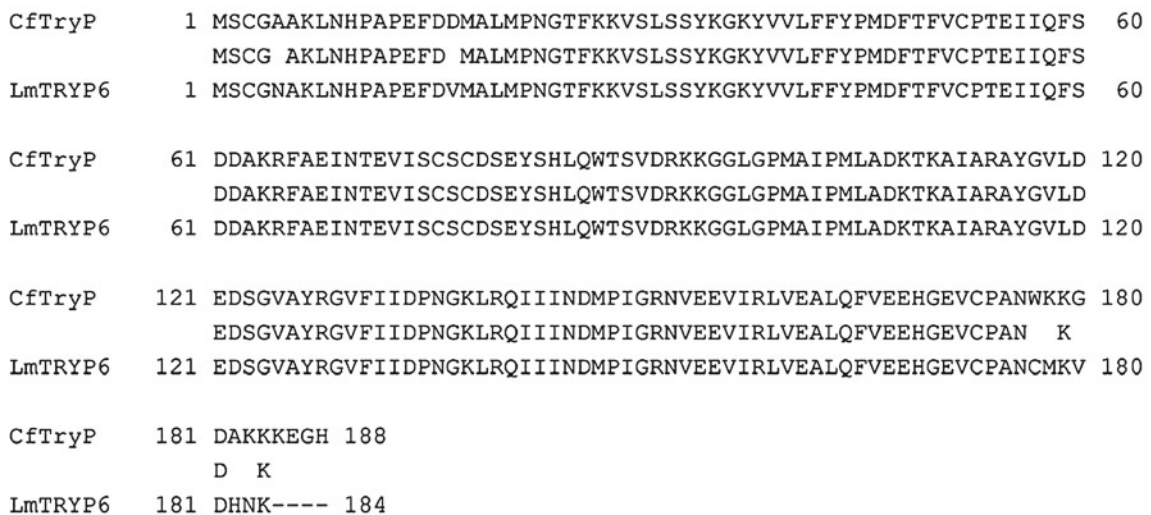 CfTryP 1 MSCGAAKLNHPAPEFDDMALMPNGTFKKVSLSSYKGKYVVLFFYPMDFTFVCPTEIIQFS 60
MSCG AKLNHPAPEFD MALMPNGTFKKVSLSSYKGKYVVLFFYPMDFTFVCPTEIIQFS
LmTRYP6 1 MSCGNAKLNHPAPEFDVMALMPNGTFKKVSLSSYKGKYVVLFFYPMDFTFVCPTEIIQFS 60
CfTryP 61 DDAKRFAEINTEVISCSCDSEYSHLQWTSVDRKKGGLGPMAIPMLADKTKAIARAYGVLD 120
DDAKRFAEINTEVISCSCDSEYSHLQWTSVDRKKGGLGPMAIPMLADKTKAIARAYGVLD
LmTRYP6 61 DDAKRFAEINTEVISCSCDSEYSHLQWTSVDRKKGGLGPMAIPMLADKTKAIARAYGVLD 120
CfTryP 121 EDSGVAYRGVFIIDPNGKLRQIIINDMPIGRNVEEVIRLVEALQFVEEHGEVCPANWKKG 180
EDSGVAYRGVFIIDPNGKLRQIIINDMPIGRNVEEVIRLVEALQFVEEHGEVCPAN K
LmTRYP6 121 EDSGVAYRGVFIIDPNGKLRQIIINDMPIGRNVEEVIRLVEALQFVEEHGEVCPANCMKV 180
CfTryP 181 DAKKKEGH 188
D K
LmTRYP6 181 DHNK---- 184